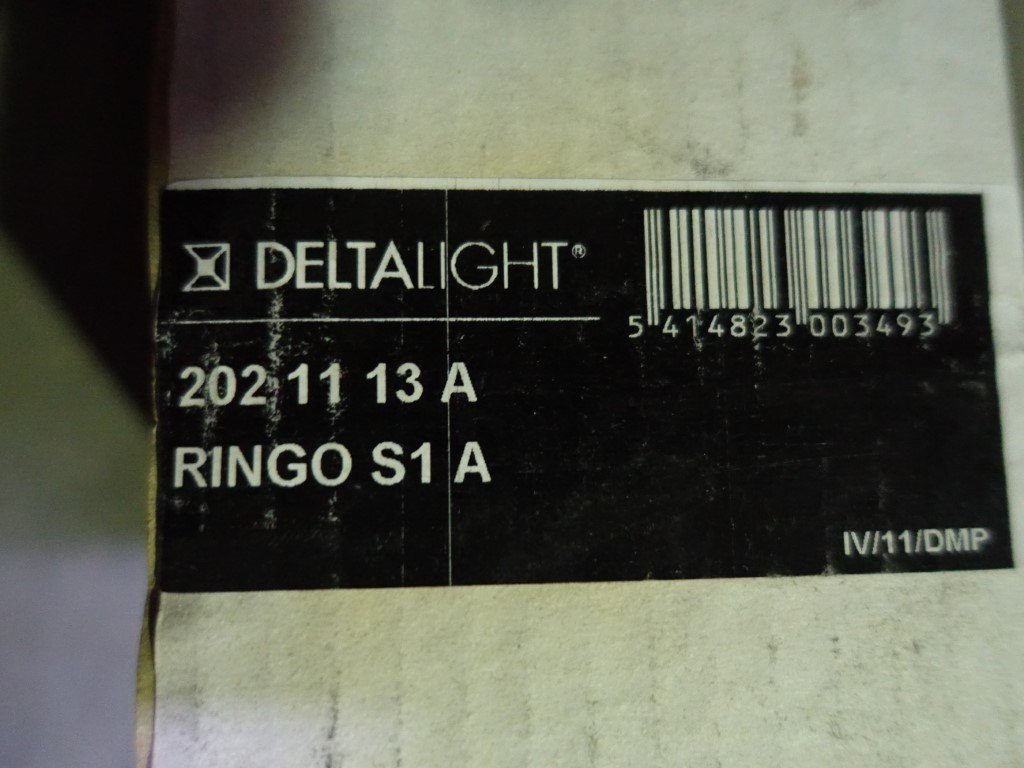 DELTALIGHT®
5 414823 003493
202 11 13 A
RINGO S1 A
IV/11/DMP